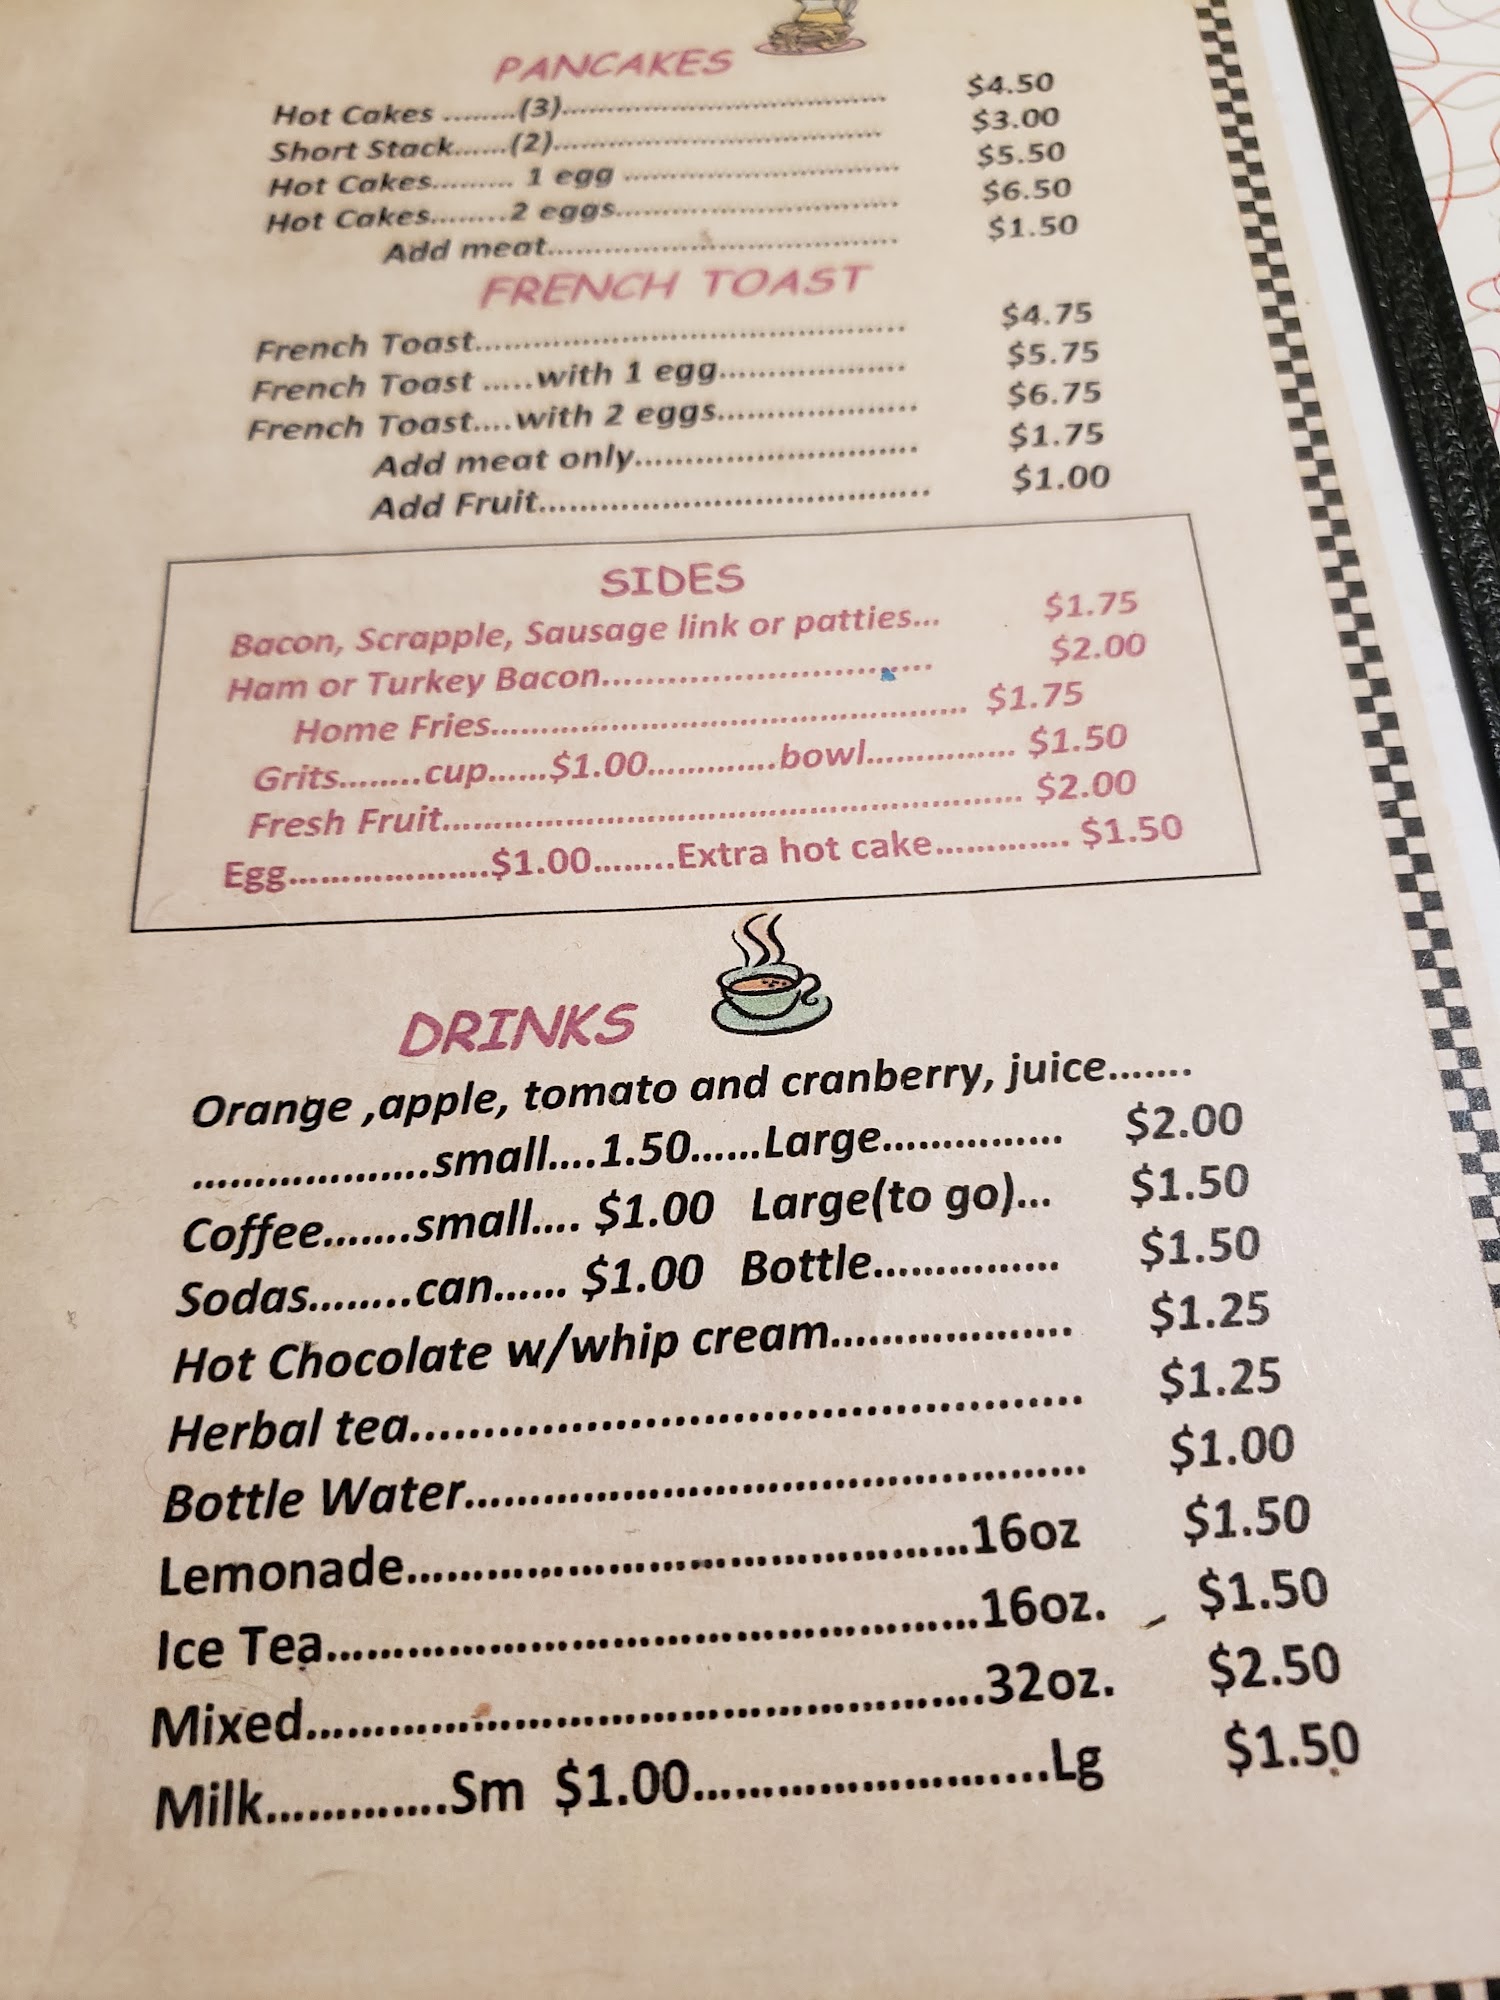 PANCAKES
Hot Cakes .........(3)........................................ $4.50
Short Stack......(2)......................................... $3.00
Hot Cakes.......... 1 egg .................................. $5.50
Hot Cakes........2 eggs................................... $6.50
Add meat........................................... $1.50
FRENCH TOAST
French Toast................................................... $4.75
French Toast .....with 1 egg...................... $5.75
French Toast....with 2 eggs....................... $6.75
Add meat only................................. $1.75
Add Fruit.............................................. $1.00
SIDES
Bacon, Scrapple, Sausage link or patties... $1.75
Ham or Turkey Bacon................................. $2.00
Home Fries.................................................. $1.75
Grits........cup......$1.00.............bowl............... $1.50
Fresh Fruit............................................................ $2.00
Egg....................$1.00........Extra hot cake............. $1.50
DRINKS
Orange ,apple, tomato and cranberry, juice.......
...................small....1.50......Large............... $2.00
Coffee.......small.... $1.00 Large(to go)... $1.50
Sodas........can...... $1.00 Bottle............... $1.50
Hot Chocolate w/whip cream................... $1.25
Herbal tea............................................... $1.25
Bottle Water............................................ $1.00
Lemonade.........................................16oz $1.50
Ice Tea................................................16oz. $1.50
Mixed..................................................32oz. $2.50
Milk.............Sm $1.00..........................Lg $1.50